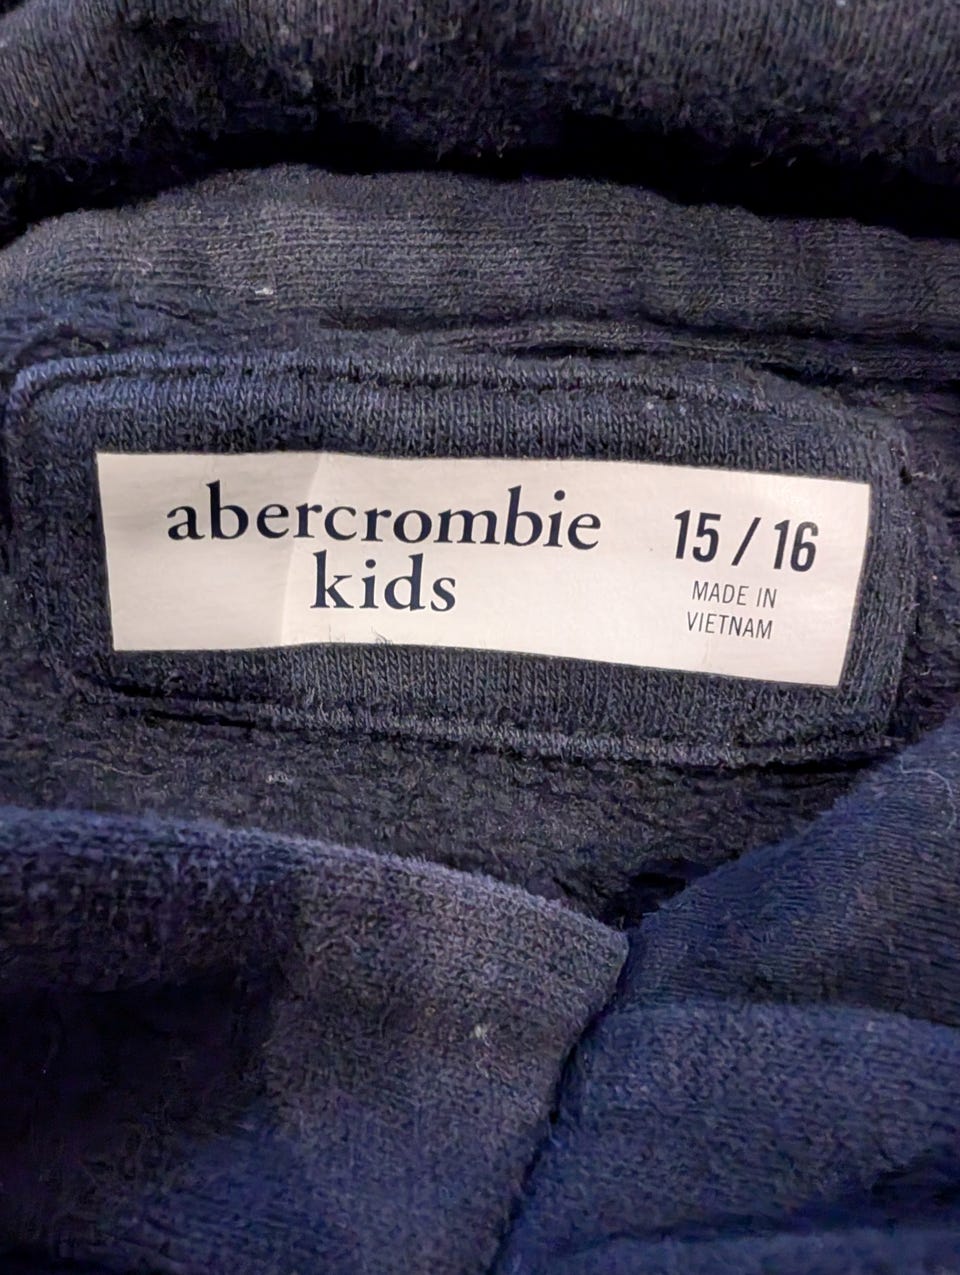 abercrombie
kids
15/16
MADE IN
VIETNAM